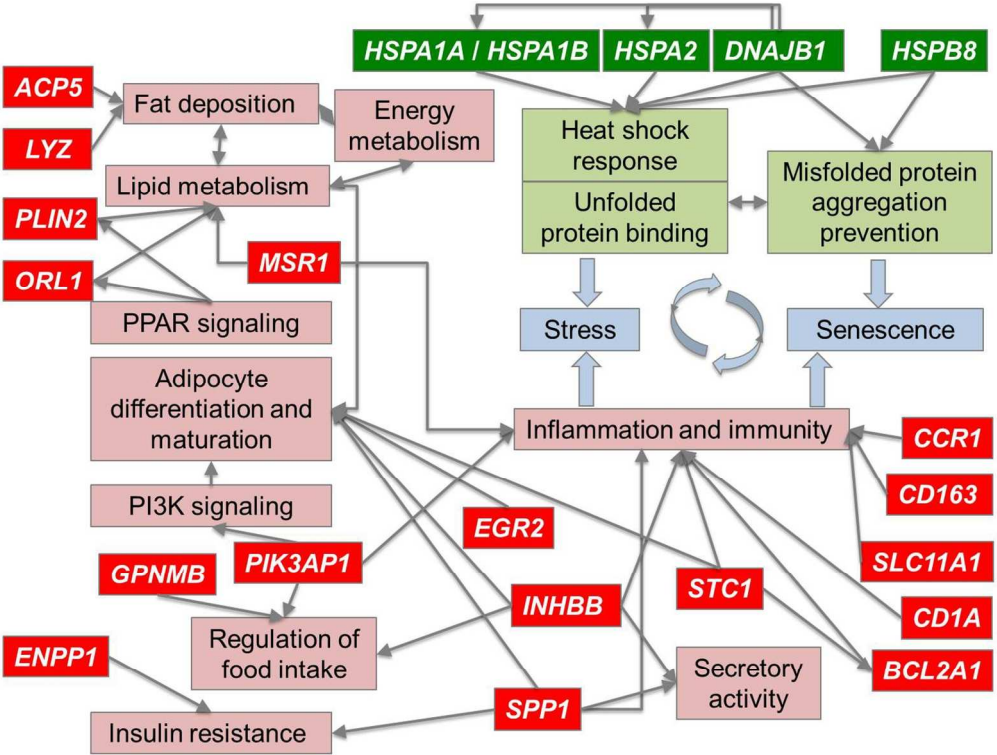 HSPA1A / HSPA1B
HSPA2
DNAJB1
HSPB8
ACP5
LYZ
Fat deposition
Energy
metabolism
Lipid metabolism
PLIN2
ORL1
MSR1
PPAR signaling
Heat shock
response
Unfolded
protein binding
Misfolded protein
aggregation
prevention
Stress
Senescence
Adipocyte
differentiation and
maturation
Inflammation and immunity
CCR1
CD163
PI3K signaling
EGR2
SLC11A1
GPNMB
PIK3AP1
INHBB
STC1
CD1A
Regulation of
food intake
ENPP1
BCL2A1
Secretory
activity
SPP1
Insulin resistance